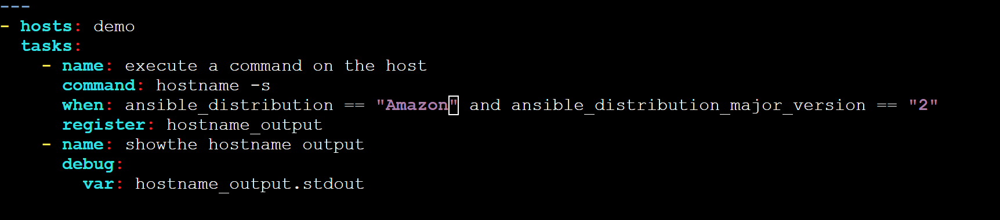 ---
- hosts: demo
  tasks:
    - name: execute a command on the host
      command: hostname -s
      when: ansible_distribution == "Amazon" and ansible_distribution_major_version == "2"
      register: hostname_output
    - name: showthe hostname output
      debug:
        var: hostname_output.stdout